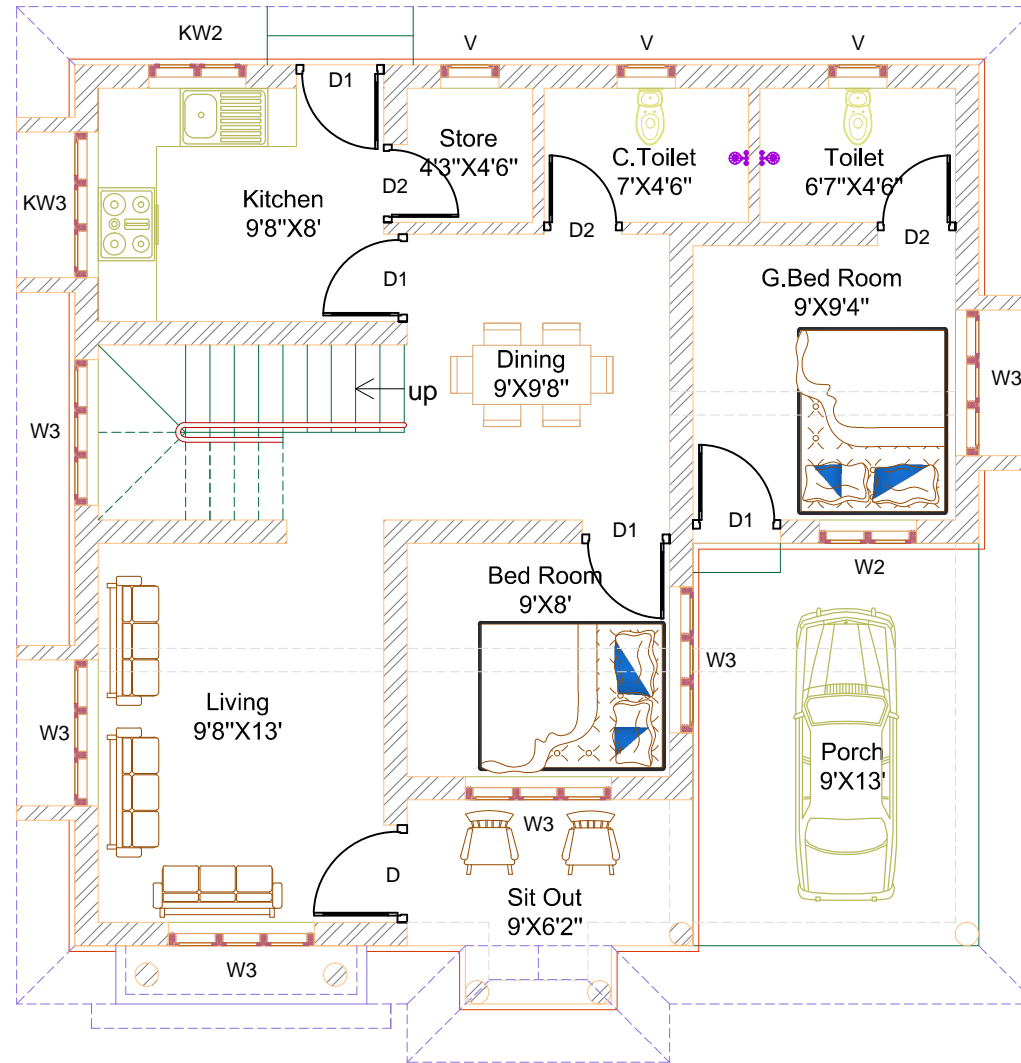 KW2
V
V
V
D1
Store
4'3"X4'6"
C.Toilet
7'X4'6"
Toilet
6'7"X4'6"
D2
KW3
Kitchen
9'8"X8'
D2
D2
D1
G.Bed Room
9'X9'4"
Dining
9'X9'8"
up
W3
W3
D1
D1
W2
Bed Room
9'X8'
W3
Living
9'8"X13'
W3
Porch
9'X13'
W3
D
Sit Out
9'X6'2"
W3